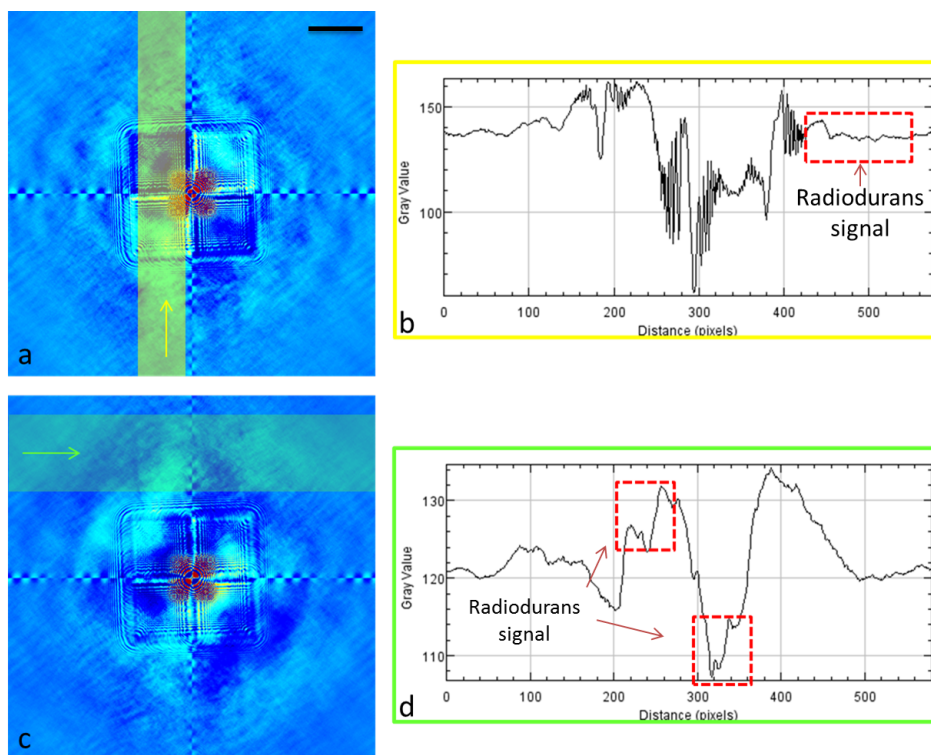 a
150
100
Gray Value
Radiodurans
signal
0 100 200 300 400 500
Distance (pixels)
b
c
130
120
110
Gray Value
Radiodurans
signal
0 100 200 300 400 500
Distance (pixels)
d